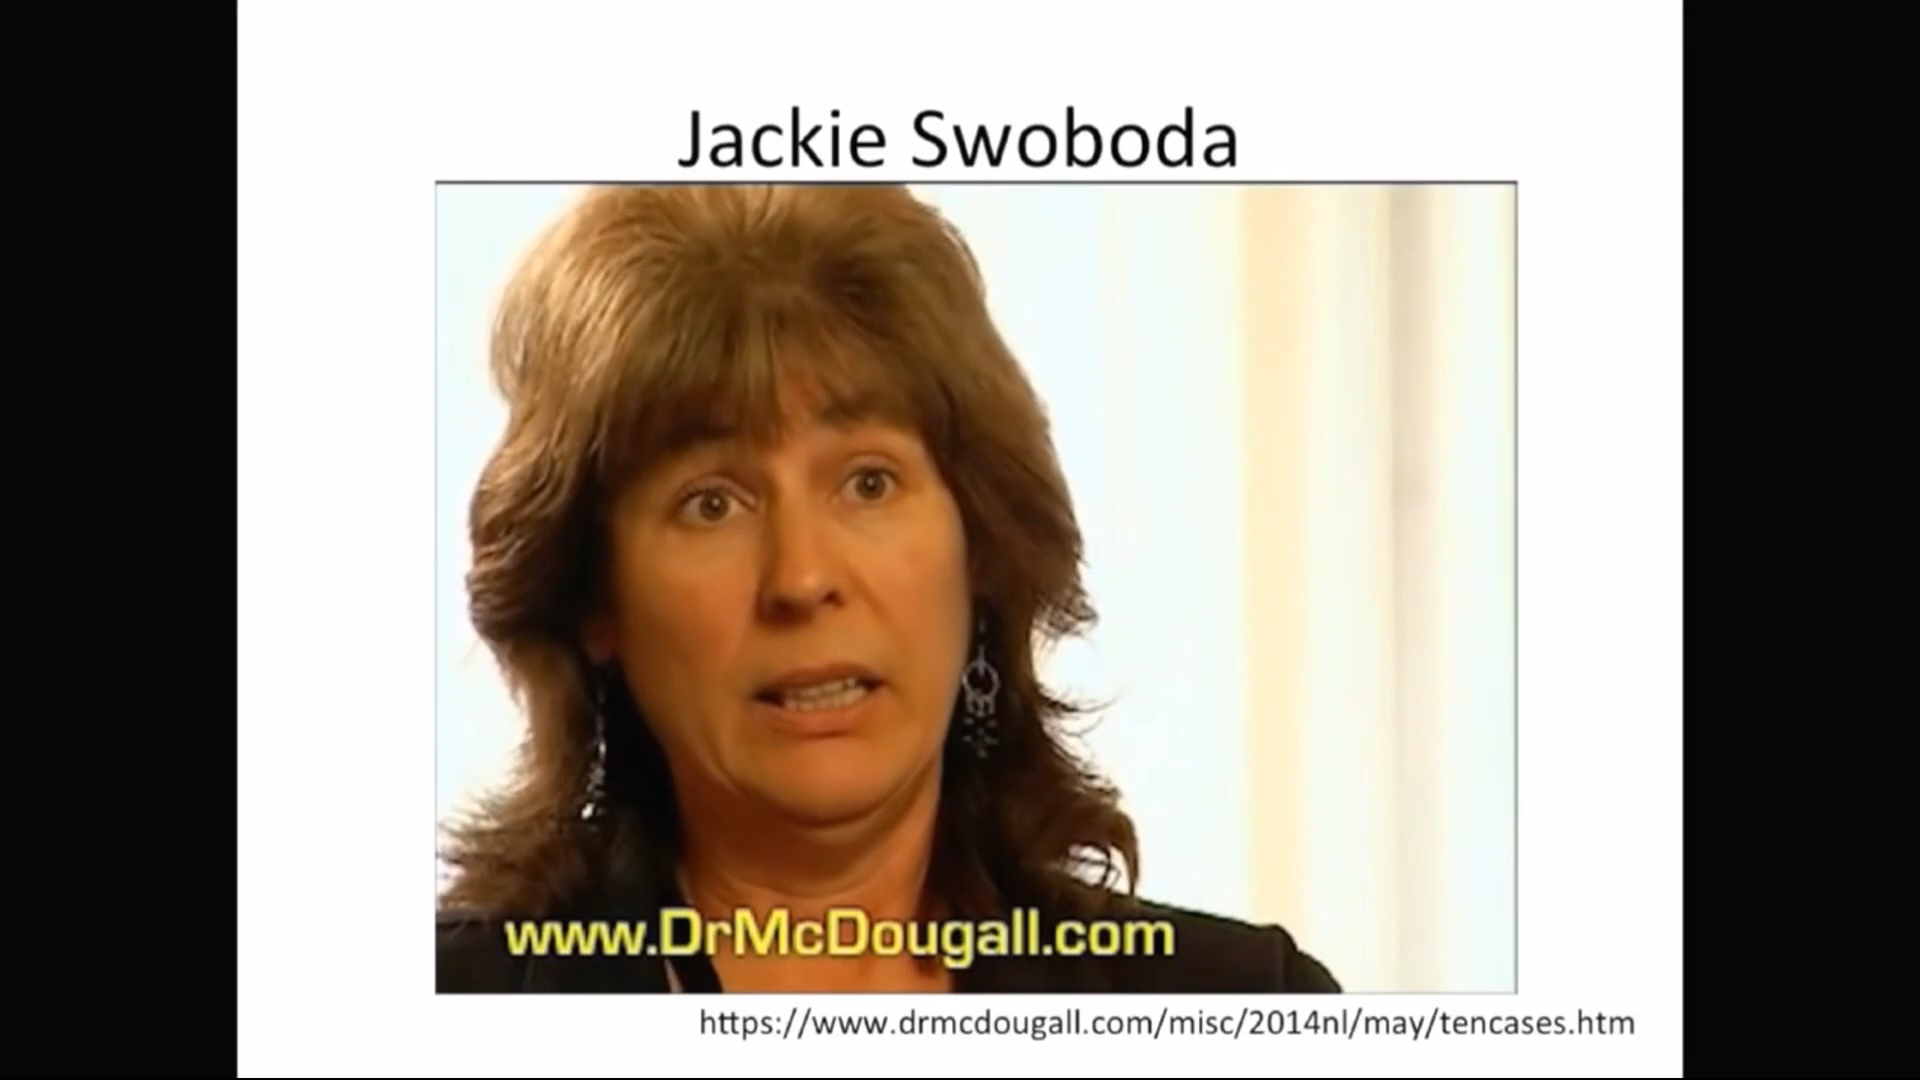 Jackie Swoboda
www.DrMcDougall.com
https://www.drmcdougall.com/misc/2014nl/may/tencases.htm